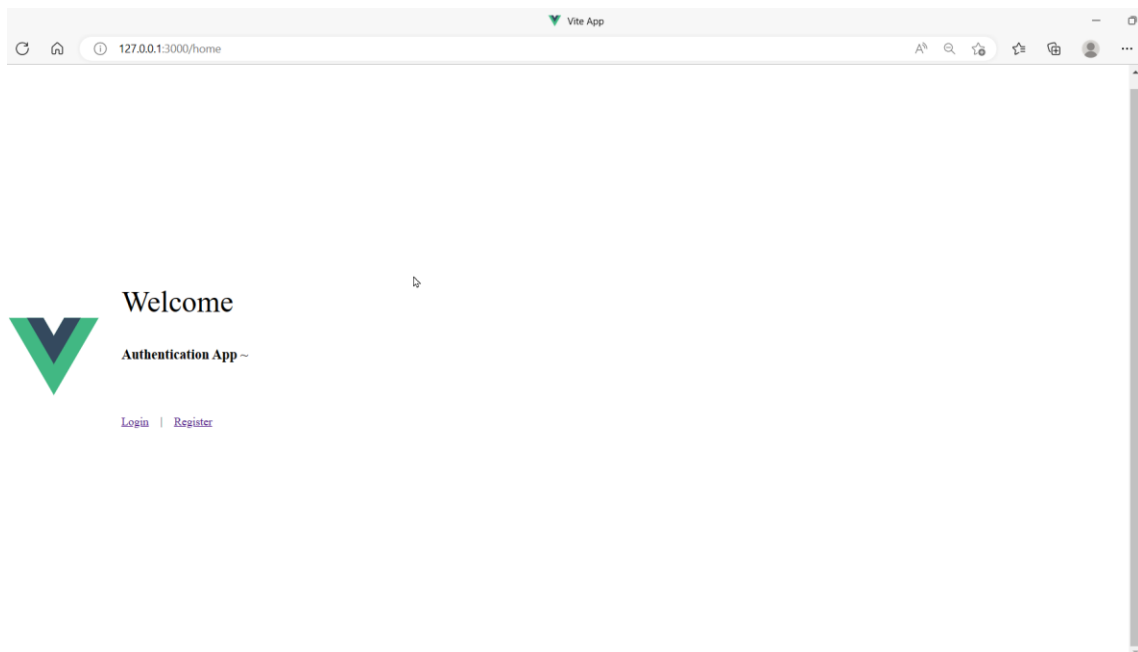 Vite App
127.0.0.1:3000/home
Welcome
Authentication App ~
Login | Register